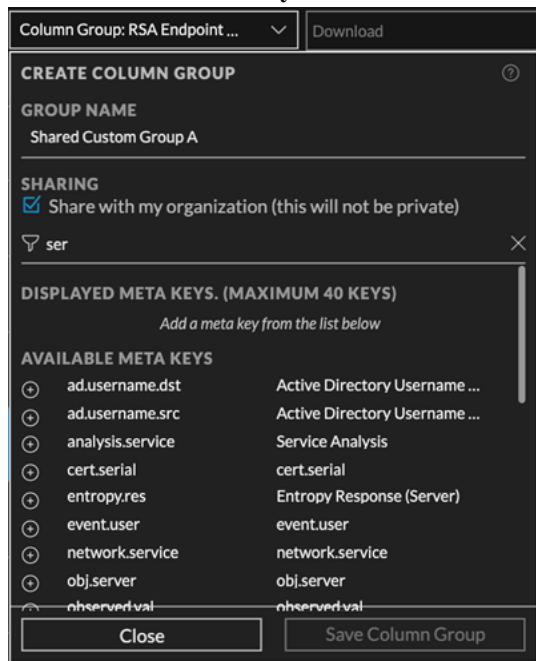 Column Group: RSA Endpoint ... Download
CREATE COLUMN GROUP
GROUP NAME
Shared Custom Group A
SHARING
Share with my organization (this will not be private)
ser
DISPLAYED META KEYS. (MAXIMUM 40 KEYS)
Add a meta key from the list below
AVAILABLE META KEYS
ad.username.dst Active Directory Username ...
ad.username.src Active Directory Username ...
analysis.service Service Analysis
cert.serial cert.serial
entropy.res Entropy Response (Server)
event.user event.user
network.service network.service
obj.server obj.server
observed.val observed.val
Close Save Column Group